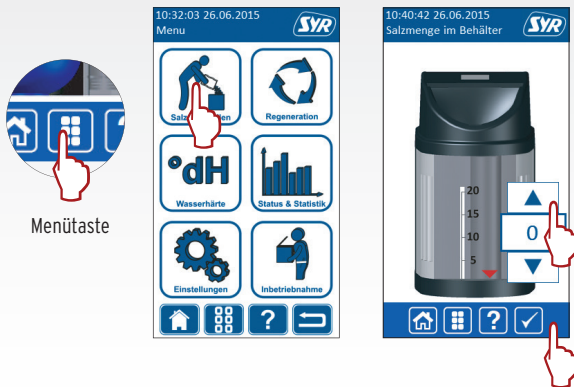 Menütaste
10:32:03 26.06.2015
Menu
SYR
Regeneration
°dH
Wasserhärte
Status & Statistik
Einstellungen
Inbetriebnahme
?
10:40:42 26.06.2015
Salzmenge im Behälter
SYR
20
15
10
5
0
?